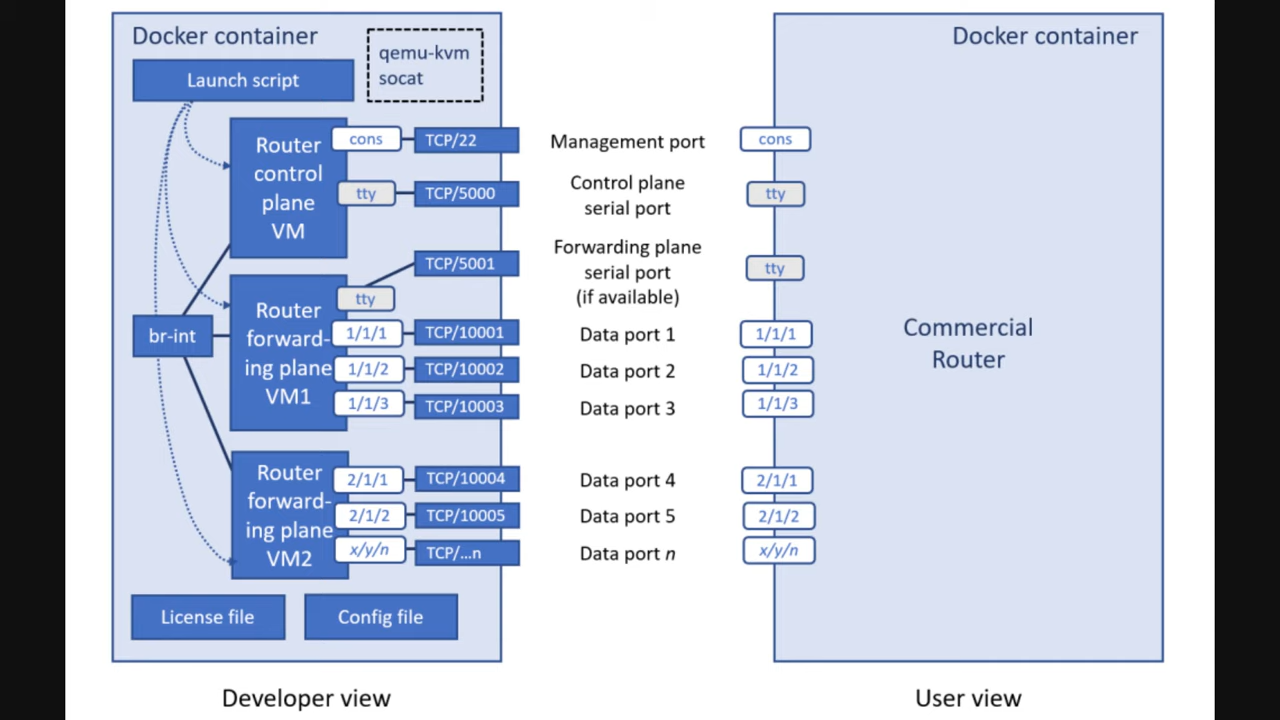 Docker container
qemu-kvm
socat
Launch script
Router
control
plane
VM
cons
TCP/22
tty
TCP/5000
TCP/5001
tty
br-int
Router
forward-
ing plane
VM1
1/1/1
TCP/10001
1/1/2
TCP/10002
1/1/3
TCP/10003
Router
forward-
ing plane
VM2
2/1/1
TCP/10004
2/1/2
TCP/10005
x/y/n
TCP/...n
License file
Config file
Developer view
Management port
Control plane
serial port
Forwarding plane
serial port
(if available)
Data port 1
Data port 2
Data port 3
Data port 4
Data port 5
Data port n
Docker container
cons
tty
tty
1/1/1
1/1/2
1/1/3
2/1/1
2/1/2
x/y/n
Commercial
Router
User view